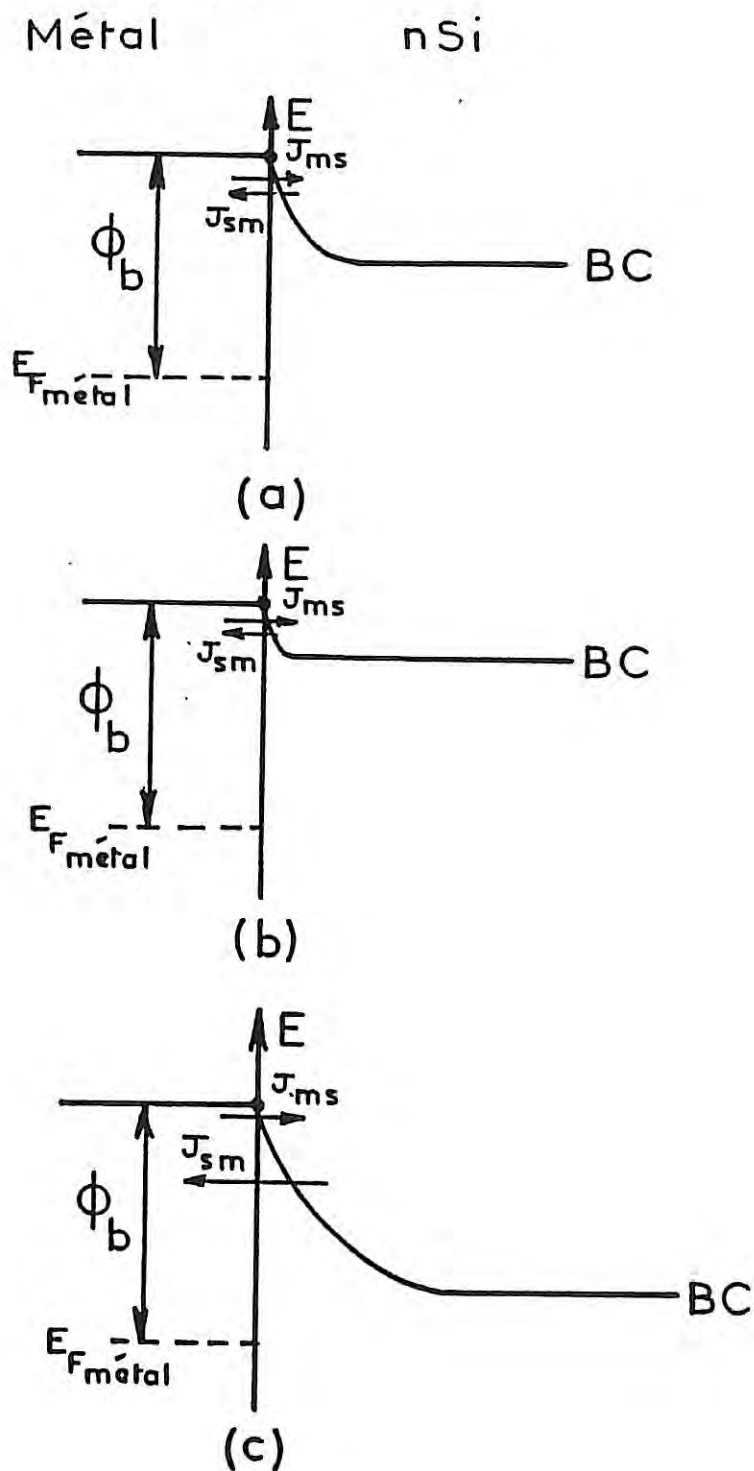 Métal nSi
E
Jms
Jsm
ϕb
BC
EFmétal
(a)
E
Jms
Jsm
ϕb
BC
EFmétal
(b)
E
Jms
Jsm
ϕb
BC
EFmétal
(c)